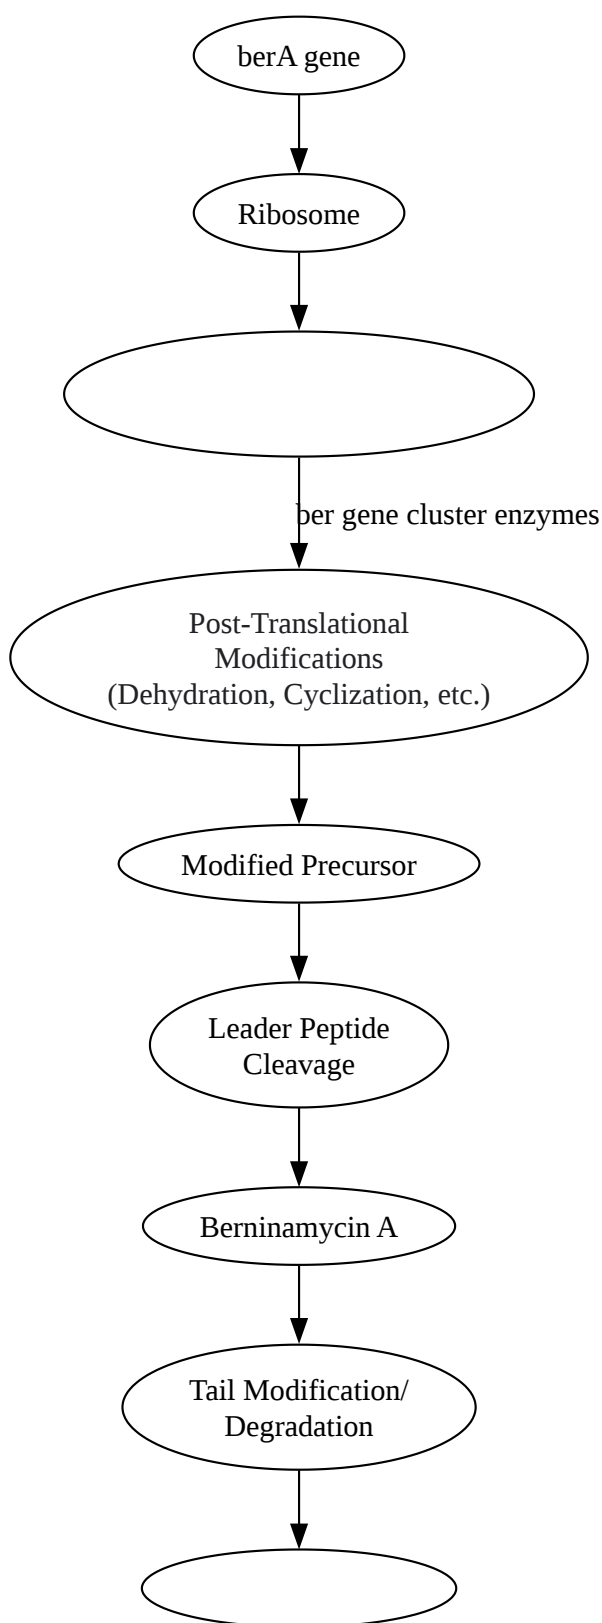 berA gene
Ribosome
ber gene cluster enzymes
Post-Translational
Modifications
(Dehydration, Cyclization, etc.)
Modified Precursor
Leader Peptide
Cleavage
Berninamycin A
Tail Modification/
Degradation